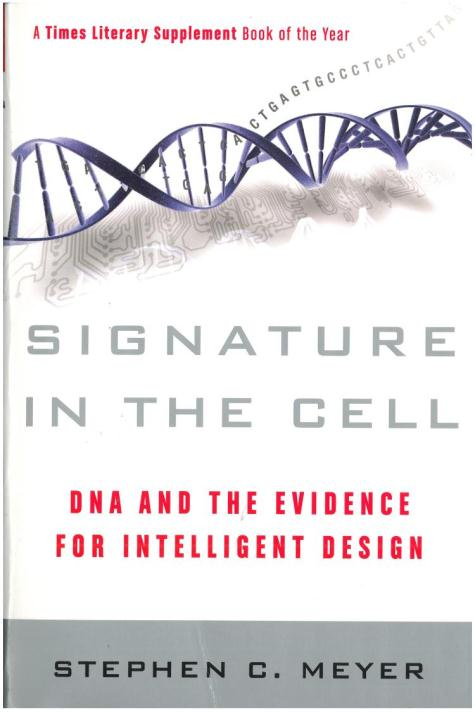 A Times Literary Supplement Book of the Year
CTGAGTGCCCTCACTGTTA
SIGNATURE
IN THE CELL
DNA AND THE EVIDENCE
FOR INTELLIGENT DESIGN
STEPHEN C. MEYER